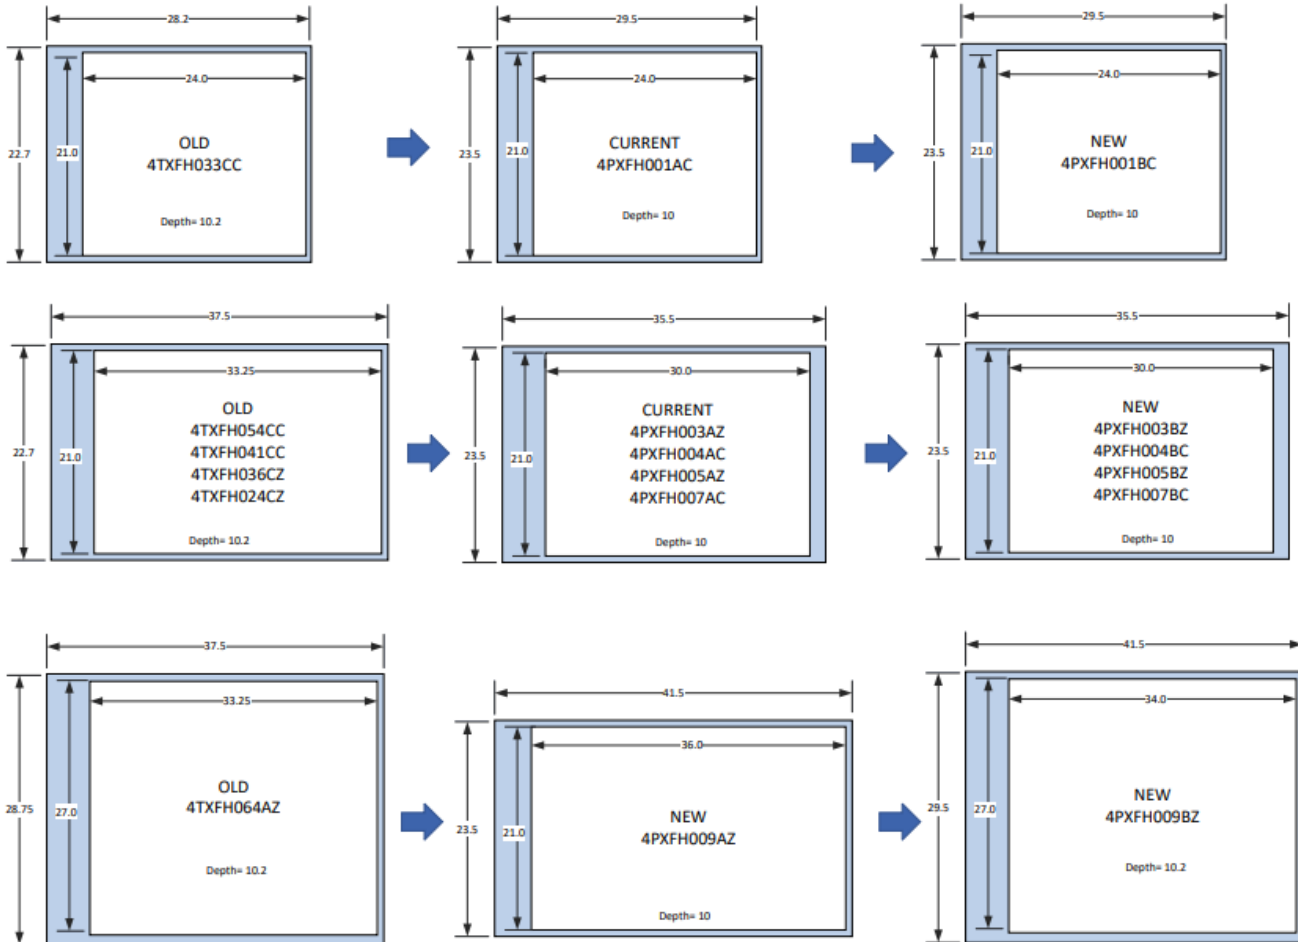 28.2
24.0
22.7
21.0
OLD
4TXFH033CC
Depth= 10.2
29.5
24.0
23.5
21.0
CURRENT
4PXFH001AC
Depth= 10
29.5
24.0
23.5
21.0
NEW
4PXFH001BC
Depth= 10
37.5
33.25
22.7
21.0
OLD
4TXFH054CC
4TXFH041CC
4TXFH036CZ
4TXFH024CZ
Depth= 10.2
35.5
30.0
23.5
21.0
CURRENT
4PXFH003AZ
4PXFH004AC
4PXFH005AZ
4PXFH007AC
Depth= 10
35.5
30.0
23.5
21.0
NEW
4PXFH003BZ
4PXFH004BC
4PXFH005BZ
4PXFH007BC
Depth= 10
37.5
33.25
28.75
27.0
OLD
4TXFH064AZ
Depth= 10.2
41.5
36.0
23.5
21.0
NEW
4PXFH009AZ
Depth= 10
41.5
34.0
29.5
27.0
NEW
4PXFH009BZ
Depth= 10.2